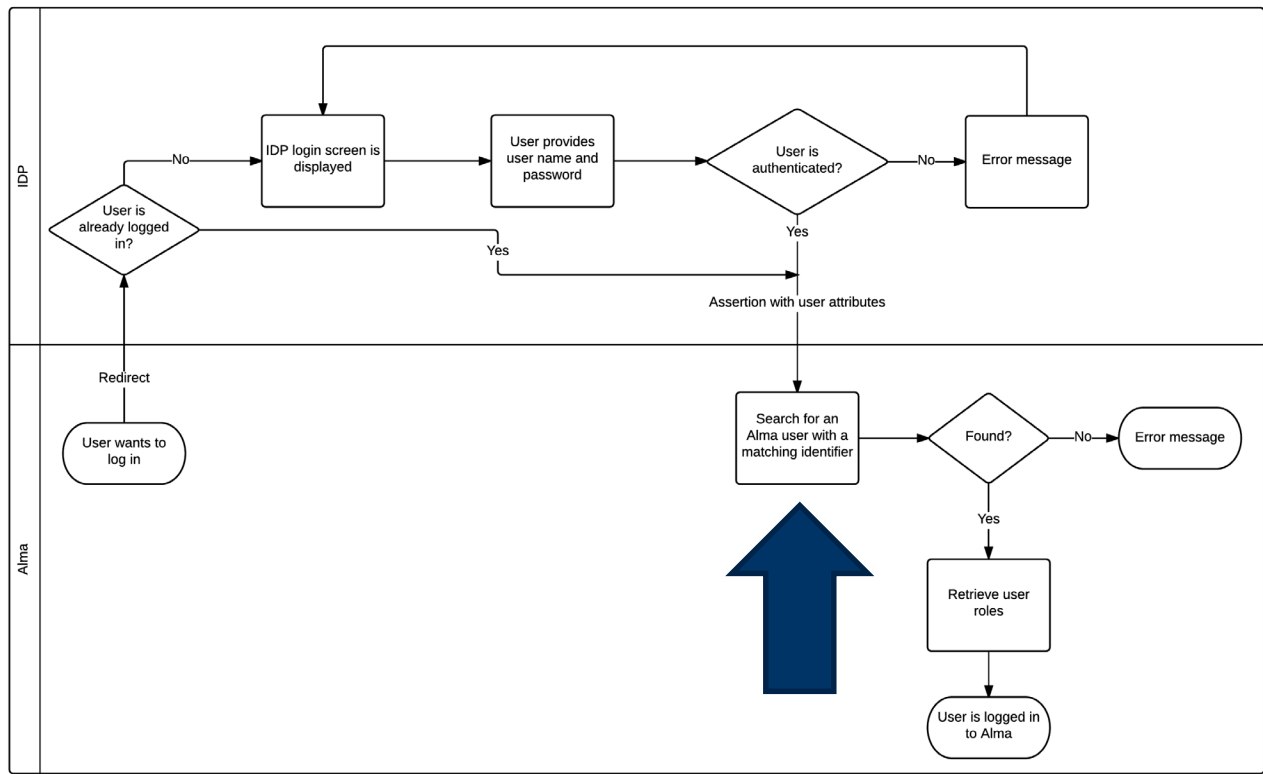 IDP
IDP login screen is
displayed
User provides
user name and
password
User is
authenticated?
No
Error message
No
User is
already logged
in?
Yes
Yes
Assertion with user attributes
Alma
Redirect
User wants to
log in
Search for an
Alma user with a
matching identifier
Found?
No
Error message
Yes
Retrieve user
roles
User is logged in
to Alma